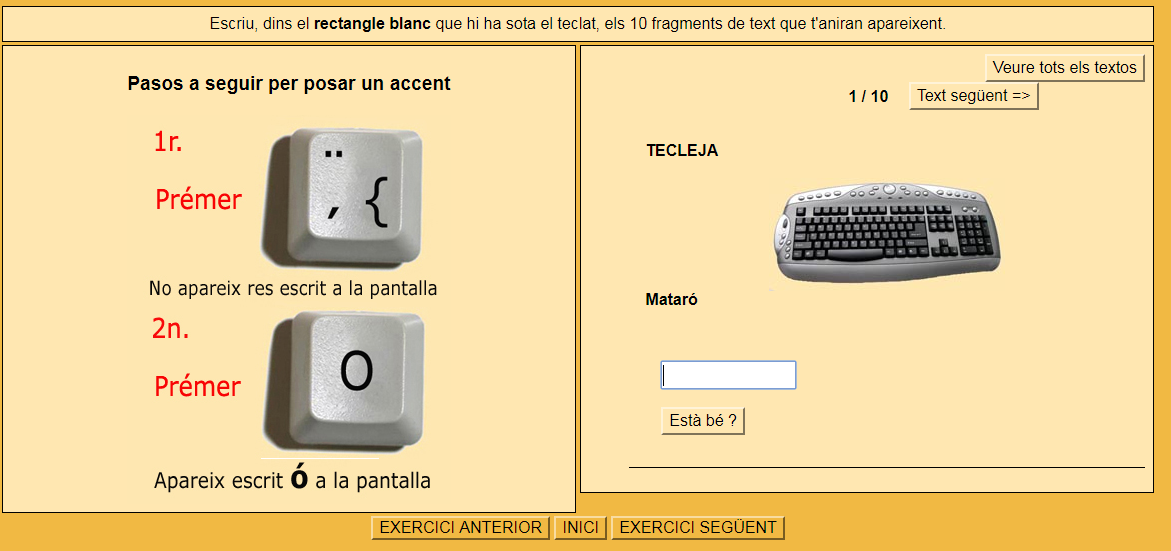 Escriu, dins el rectangle blanc que hi ha sota el teclat, els 10 fragments de text que t'aniran apareixent.
Pasos a seguir per posar un accent
1r.
Prémer
¨
´ {
No apareix res escrit a la pantalla
2n.
Prémer
O
Apareix escrit ó a la pantalla
Veure tots els textos
1 / 10
Text següent =>
TECLEJA
Mataró
Està bé ?
EXERCICI ANTERIOR
INICI
EXERCICI SEGÜENT